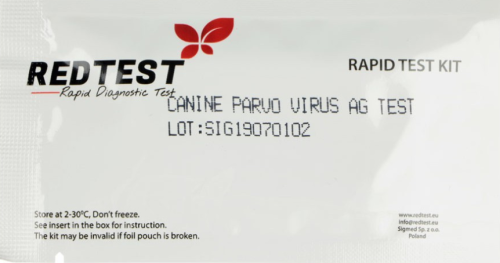 REDTEST
Rapid Diagnostic Test
RAPID TEST KIT
CANINE PARVO VIRUS AG TEST
LOT:SIG19070102
Store at 2-30°C, Don't freeze.
See insert in the box for instruction.
The kit may be invalid if foil pouch is broken.
www.redtest.eu
info@redtest.eu
Sigmed Sp. z o.o.
Poland